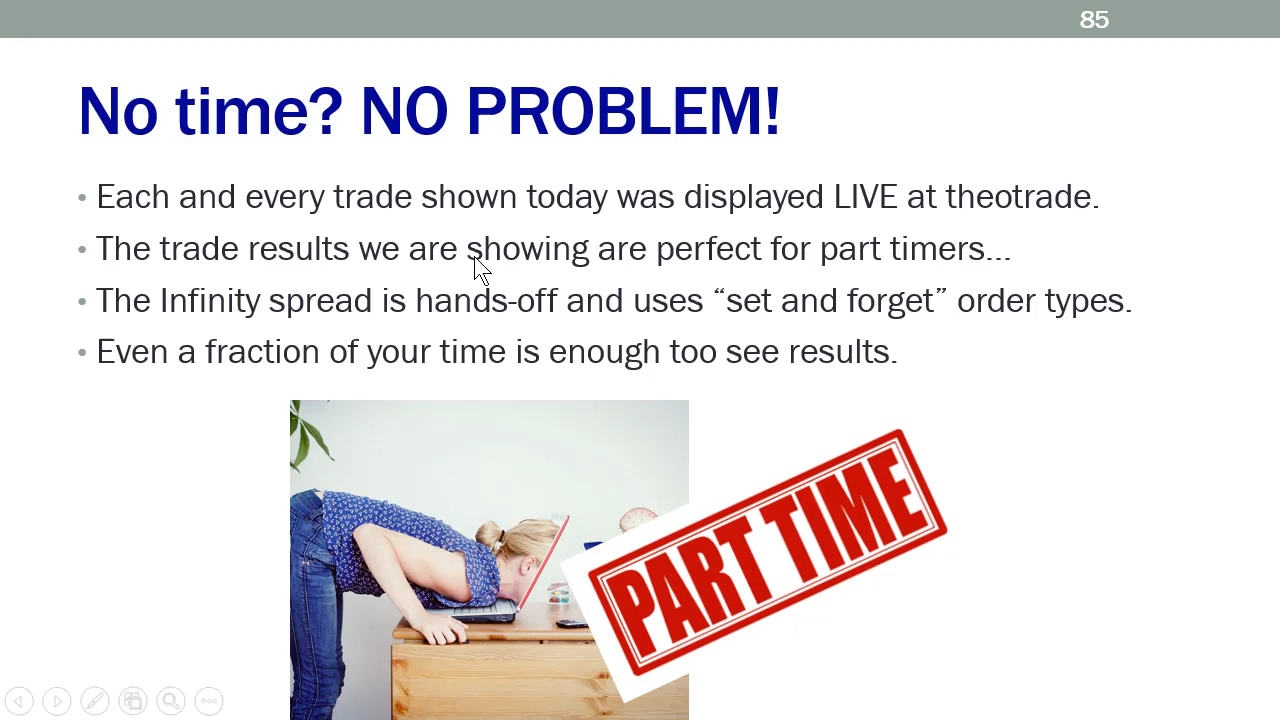 85
No time? NO PROBLEM!
• Each and every trade shown today was displayed LIVE at theotrade.
• The trade results we are showing are perfect for part timers...
• The Infinity spread is hands-off and uses “set and forget” order types.
• Even a fraction of your time is enough too see results.
PART TIME